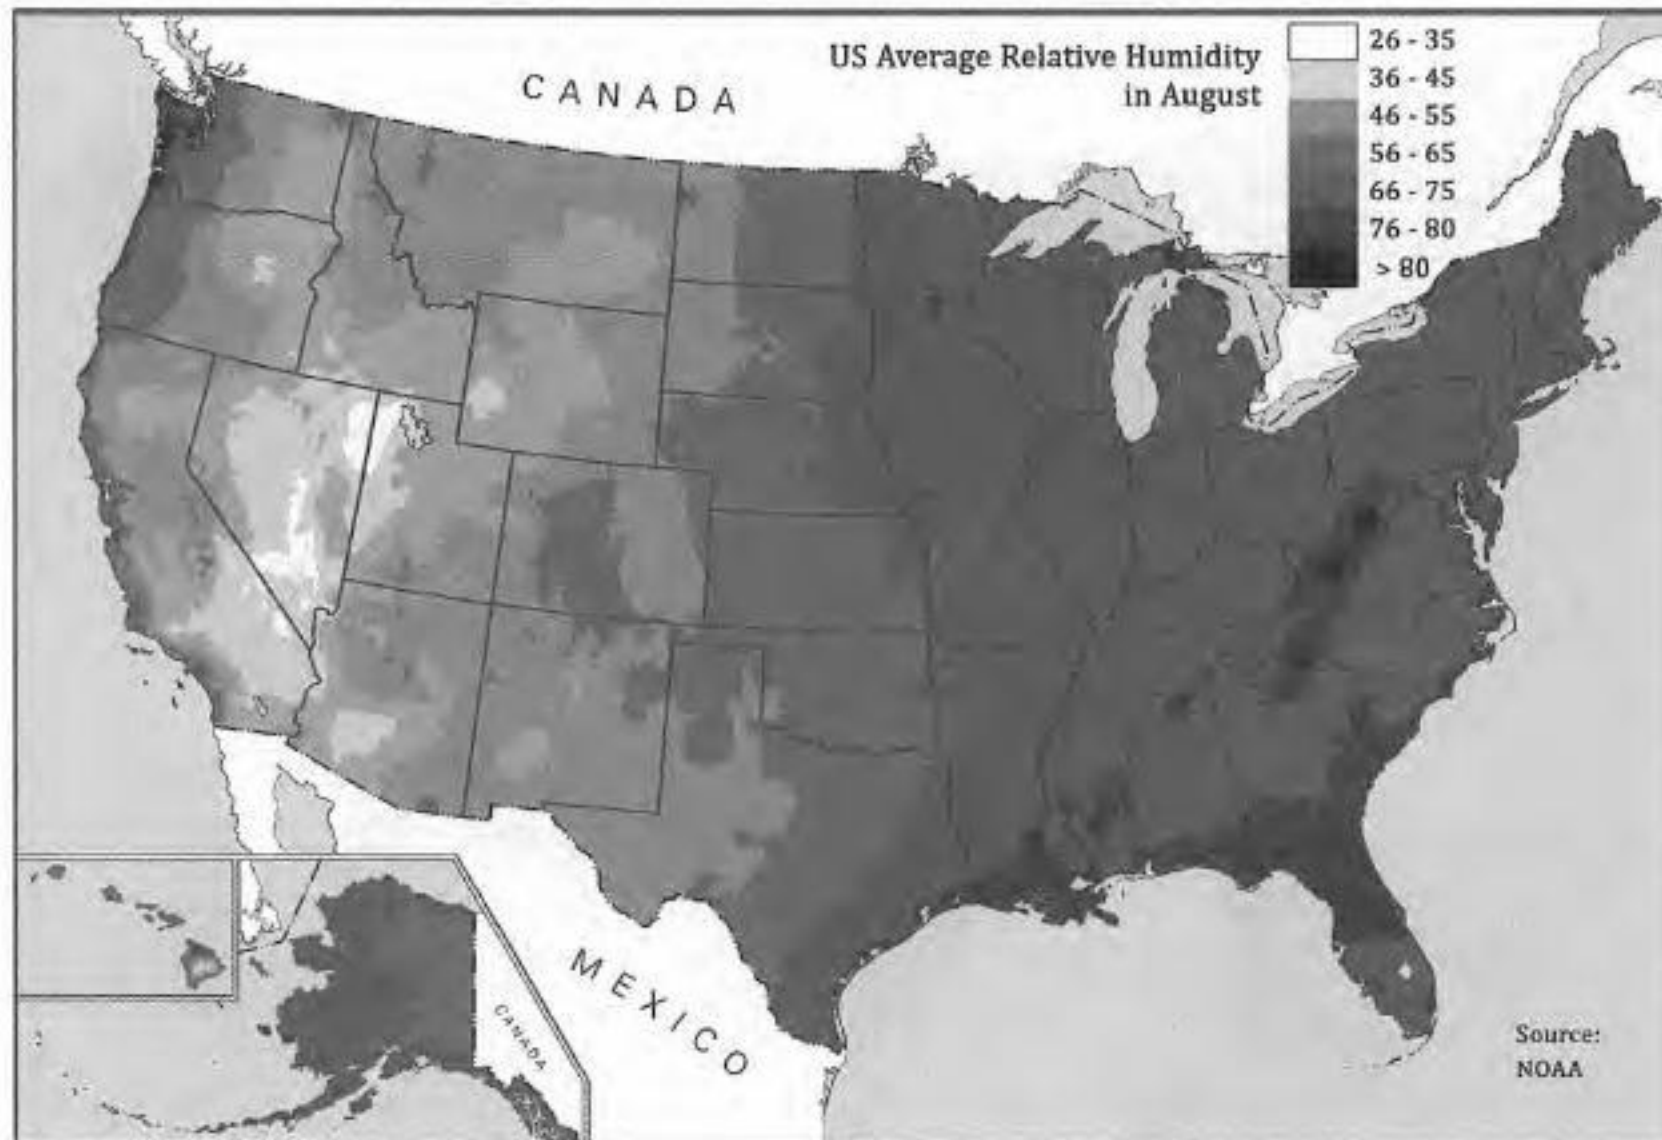 US Average Relative Humidity
in August
26 - 35
36 - 45
46 - 55
56 - 65
66 - 75
76 - 80
> 80
CANADA
MEXICO
CANADA
Source:
NOAA